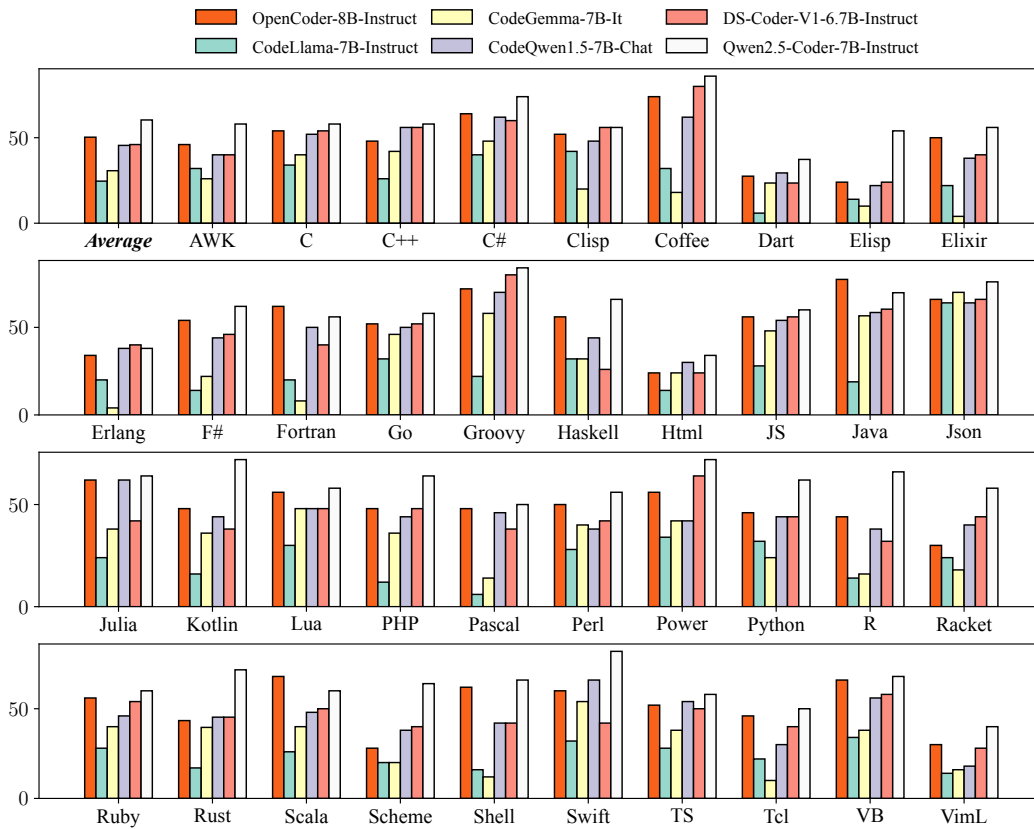 OpenCoder-8B-Instruct CodeGemma-7B-It DS-Coder-V1-6.7B-Instruct
CodeLlama-7B-Instruct CodeQwen1.5-7B-Chat Qwen2.5-Coder-7B-Instruct
50
0
Average AWK C C++ C# Clisp Coffee Dart Elisp Elixir
50
0
Erlang F# Fortran Go Groovy Haskell Html JS Java Json
50
0
Julia Kotlin Lua PHP Pascal Perl Power Python R Racket
50
0
Ruby Rust Scala Scheme Shell Swift TS Tcl VB VimL